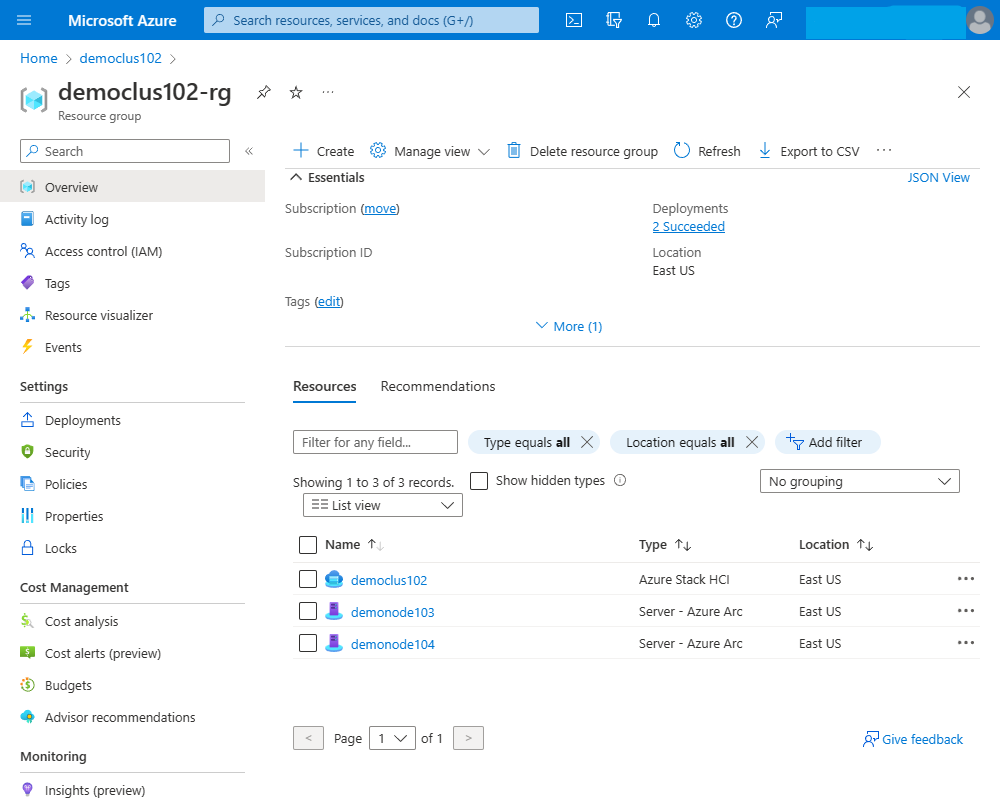 Microsoft Azure
Search resources, services, and docs (G+/)
Home > democlus102 >
democlus102-rg
Resource group
Search
Overview
Activity log
Access control (IAM)
Tags
Resource visualizer
Events
Settings
Deployments
Security
Policies
Properties
Locks
Cost Management
Cost analysis
Cost alerts (preview)
Budgets
Advisor recommendations
Monitoring
Insights (preview)
Create Manage view Delete resource group Refresh Export to CSV ...
Essentials JSON View
Subscription (move) Deployments
2 Succeeded
Subscription ID Location
East US
Tags (edit)
More (1)
Resources Recommendations
Filter for any field... Type equals all Location equals all Add filter
Showing 1 to 3 of 3 records. Show hidden types No grouping
List view
Name Type Location
democlus102 Azure Stack HCI East US ...
demonode103 Server - Azure Arc East US ...
demonode104 Server - Azure Arc East US ...
< Page 1 of 1 > Give feedback